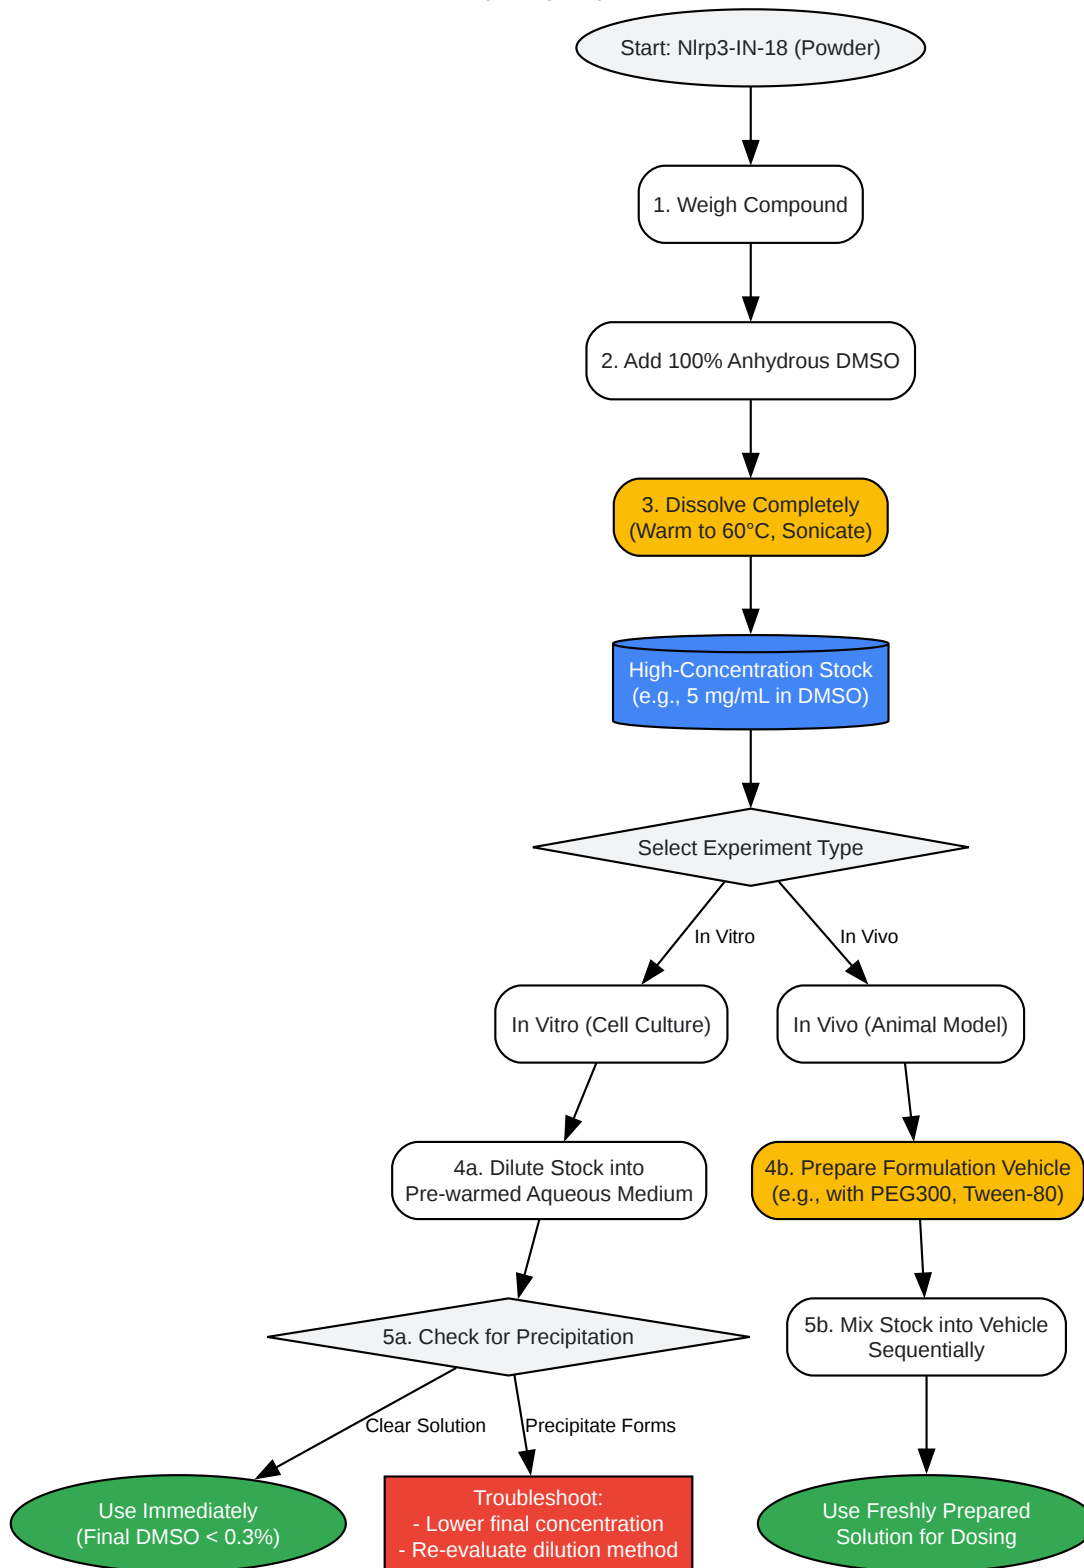 Start: Nlrp3-IN-18 (Powder)
1. Weigh Compound
2. Add 100% Anhydrous DMSO
3. Dissolve Completely
(Warm to 60°C, Sonicate)
High-Concentration Stock
(e.g., 5 mg/mL in DMSO)
Select Experiment Type
In Vitro
In Vivo
In Vitro (Cell Culture)
In Vivo (Animal Model)
4a. Dilute Stock into
Pre-warmed Aqueous Medium
4b. Prepare Formulation Vehicle
(e.g., with PEG300, Tween-80)
5a. Check for Precipitation
5b. Mix Stock into Vehicle
Sequentially
Clear Solution
Precipitate Forms
Use Immediately
(Final DMSO < 0.3%)
Troubleshoot:
- Lower final concentration
- Re-evaluate dilution method
Use Freshly Prepared
Solution for Dosing